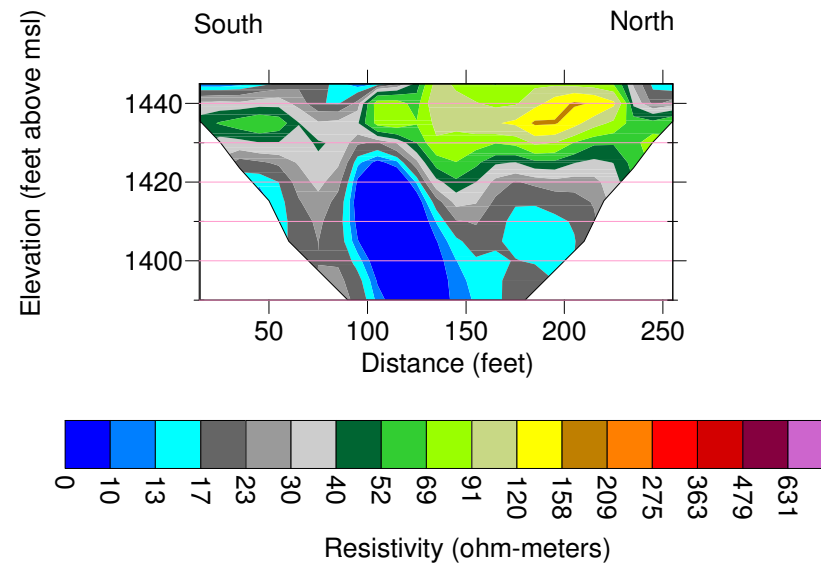 South
North
Elevation (feet above msl)
1440
1420
1400
50 100 150 200 250
Distance (feet)
0 10 13 17 23 30 40 52 69 91 120 158 209 275 363 479 631
Resistivity (ohm-meters)